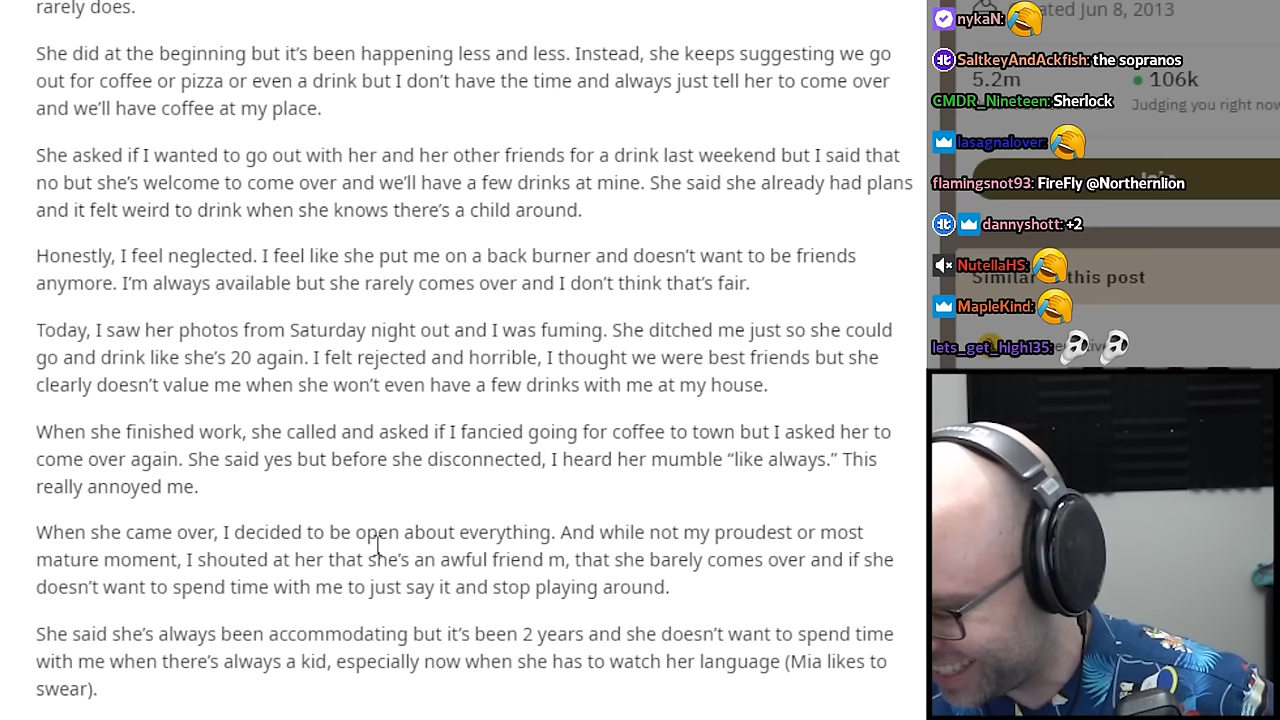 rarely does.
She did at the beginning but it’s been happening less and less. Instead, she keeps suggesting we go
out for coffee or pizza or even a drink but I don’t have the time and always just tell her to come over
and we’ll have coffee at my place.
She asked if I wanted to go out with her and her other friends for a drink last weekend but I said that
no but she’s welcome to come over and we’ll have a few drinks at mine. She said she already had plans
and it felt weird to drink when she knows there’s a child around.
Honestly, I feel neglected. I feel like she put me on a back burner and doesn’t want to be friends
anymore. I’m always available but she rarely comes over and I don’t think that’s fair.
Today, I saw her photos from Saturday night out and I was fuming. She ditched me just so she could
go and drink like she’s 20 again. I felt rejected and horrible, I thought we were best friends but she
clearly doesn’t value me when she won’t even have a few drinks with me at my house.
When she finished work, she called and asked if I fancied going for coffee to town but I asked her to
come over again. She said yes but before she disconnected, I heard her mumble “like always.” This
really annoyed me.
When she came over, I decided to be open about everything. And while not my proudest or most
mature moment, I shouted at her that she’s an awful friend m, that she barely comes over and if she
doesn’t want to spend time with me to just say it and stop playing around.
She said she’s always been accommodating but it’s been 2 years and she doesn’t want to spend time
with me when there’s always a kid, especially now when she has to watch her language (Mia likes to
swear).
ated Jun 8, 2013
nykaN:
SaltkeyAndAckfish: the sopranos
5.2m
106k
CMDR_Nineteen: Sherlock
Judging you right now
lasagnalover:
flamingsnot93: FireFly @Northernlion
dannyshott: +2
NutellaHS:
Similar this post
MapleKind:
lets_get_high135: